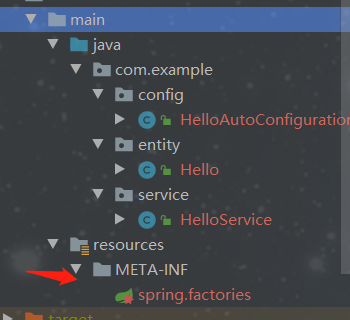 main
java
com.example
config
HelloAutoConfiguration
entity
Hello
service
HelloService
resources
META-INF
spring.factories
target